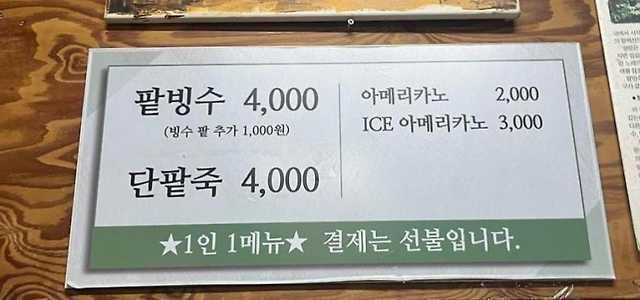 팥빙수 4,000
(빙수 팥 추가 1,000원)
단팥죽 4,000
아메리카노 2,000
ICE 아메리카노 3,000
★1인 1메뉴★ 결제는 선불입니다.